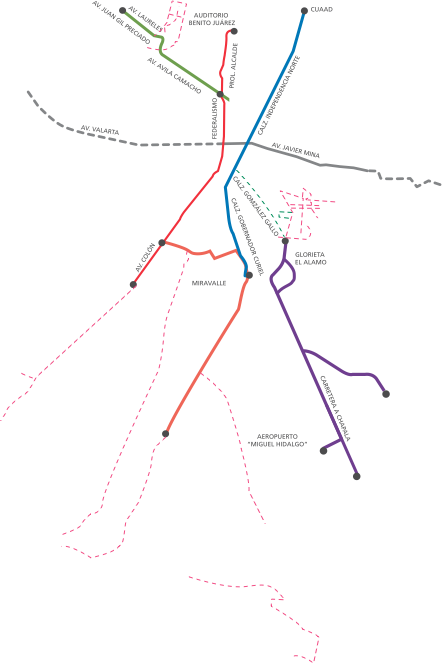 CUAAD
AV. LAURELES
AV. JUAN GIL PRECIADO
AUDITORIO
BENITO JUÁREZ
PROL. ALCALDE
AV. AVILA CAMACHO
CALZ. INDEPENDENCIA NORTE
FEDERALISMO
AV. VALARTA
AV. JAVIER MINA
CALZ. GOMZALEZ GALLO
CALZ. GOBERNADOR CURIEL
AV. COLÓN
GLORIETA
EL ALAMO
MIRAVALLE
CARRETERA A CHAPALA
AEROPUERTO
"MIGUEL HIDALGO"